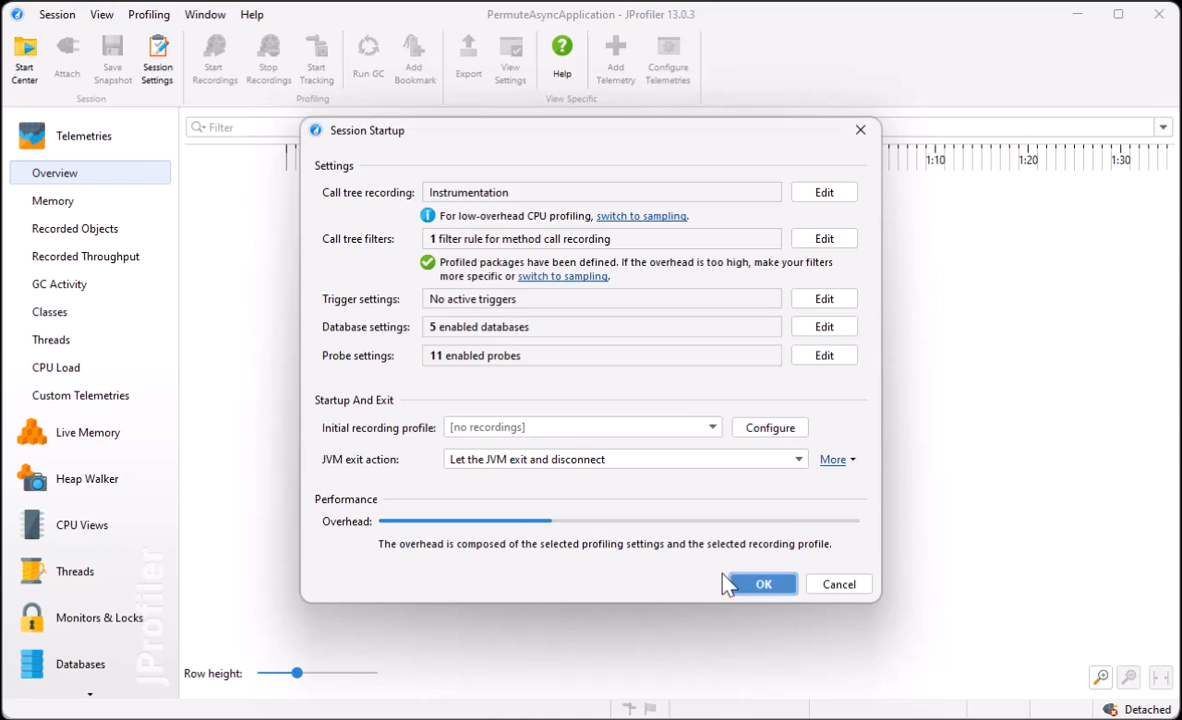 Session View Profiling Window Help
PermuteAsyncApplication - JProfiler 13.0.3
Start Center
Attach
Save Snapshot
Session Settings
Start Recordings
Stop Recordings
Start Tracking
Run GC
Add Bookmark
Export
View Settings
Help
Add Telemetry
Configure Telemetries
Session
Profiling
View Specific
Telemetries
Overview
Memory
Recorded Objects
Recorded Throughput
GC Activity
Classes
Threads
CPU Load
Custom Telemetries
Live Memory
Heap Walker
CPU Views
Threads
Monitors & Locks
Databases
JProfiler
Filter
1:10 1:20 1:30
Session Startup
Settings
Call tree recording: Instrumentation Edit
For low-overhead CPU profiling, switch to sampling.
Call tree filters: 1 filter rule for method call recording Edit
Profiled packages have been defined. If the overhead is too high, make your filters
more specific or switch to sampling.
Trigger settings: No active triggers Edit
Database settings: 5 enabled databases Edit
Probe settings: 11 enabled probes Edit
Startup And Exit
Initial recording profile: [no recordings] Configure
JVM exit action: Let the JVM exit and disconnect More
Performance
Overhead:
The overhead is composed of the selected profiling settings and the selected recording profile.
OK Cancel
Row height:
Detached